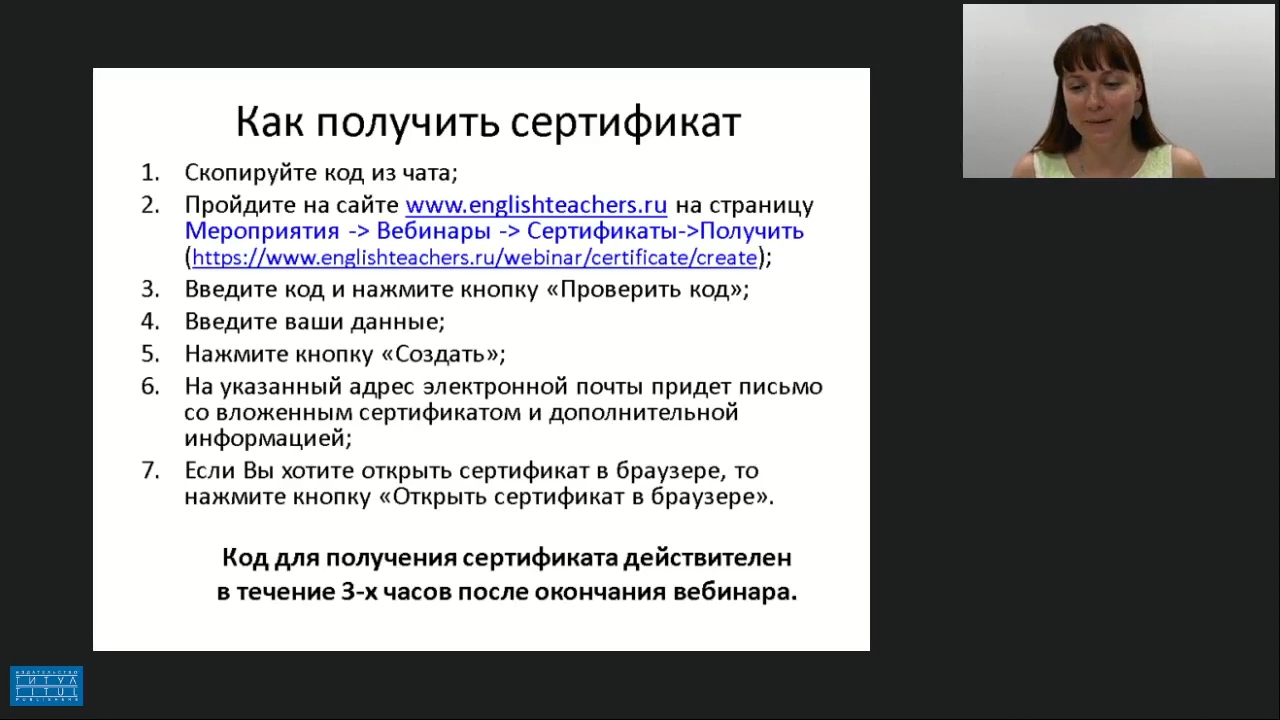 Как получить сертификат
1. Скопируйте код из чата;
2. Пройдите на сайте www.englishteachers.ru на страницу
Мероприятия -> Вебинары -> Сертификаты->Получить
(https://www.englishteachers.ru/webinar/certificate/create);
3. Введите код и нажмите кнопку «Проверить код»;
4. Введите ваши данные;
5. Нажмите кнопку «Создать»;
6. На указанный адрес электронной почты придет письмо
со вложенным сертификатом и дополнительной
информацией;
7. Если Вы хотите открыть сертификат в браузере, то
нажмите кнопку «Открыть сертификат в браузере».
Код для получения сертификата действителен
в течение 3-х часов после окончания вебинара.
ИЗДАТЕЛЬСТВО
ТИТУЛ
TITUL
PUBLISHERS